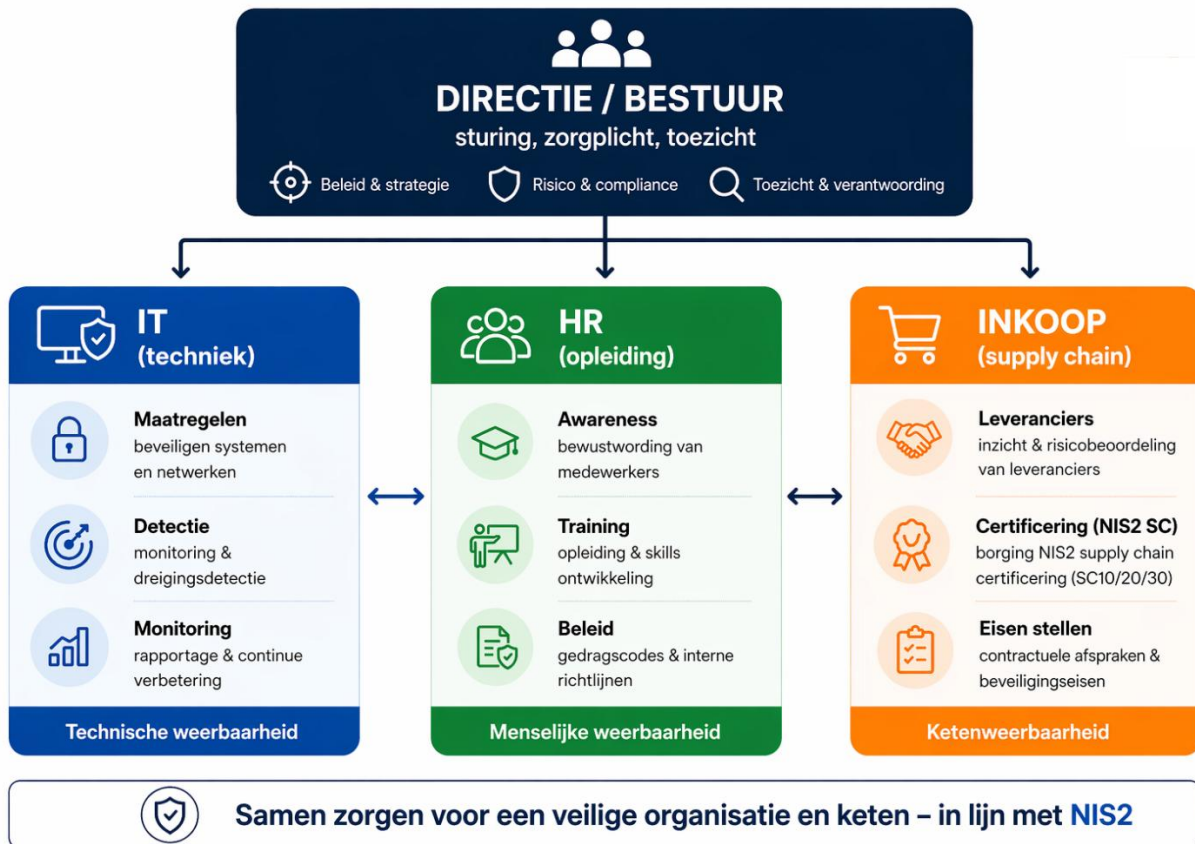 DIRECTIE / BESTUUR
sturing, zorgplicht, toezicht
Beleid & strategie
Risico & compliance
Toezicht & verantwoording
IT
(techniek)
Maatregelen
beveiligen systemen
en netwerken
Detectie
monitoring &
dreigingsdetectie
Monitoring
rapportage & continue
verbetering
Technische weerbaarheid
HR
(opleiding)
Awareness
bewustwording van
medewerkers
Training
opleiding & skills
ontwikkeling
Beleid
gedragscodes & interne
richtlijnen
Menselijke weerbaarheid
INKOOP
(supply chain)
Leveranciers
inzicht & risicobeoordeling
van leveranciers
Certificering (NIS2 SC)
borging NIS2 supply chain
certificering (SC10/20/30)
Eisen stellen
contractuele afspraken &
beveiligingseisen
Ketenweerbaarheid
Samen zorgen voor een veilige organisatie en keten – in lijn met NIS2